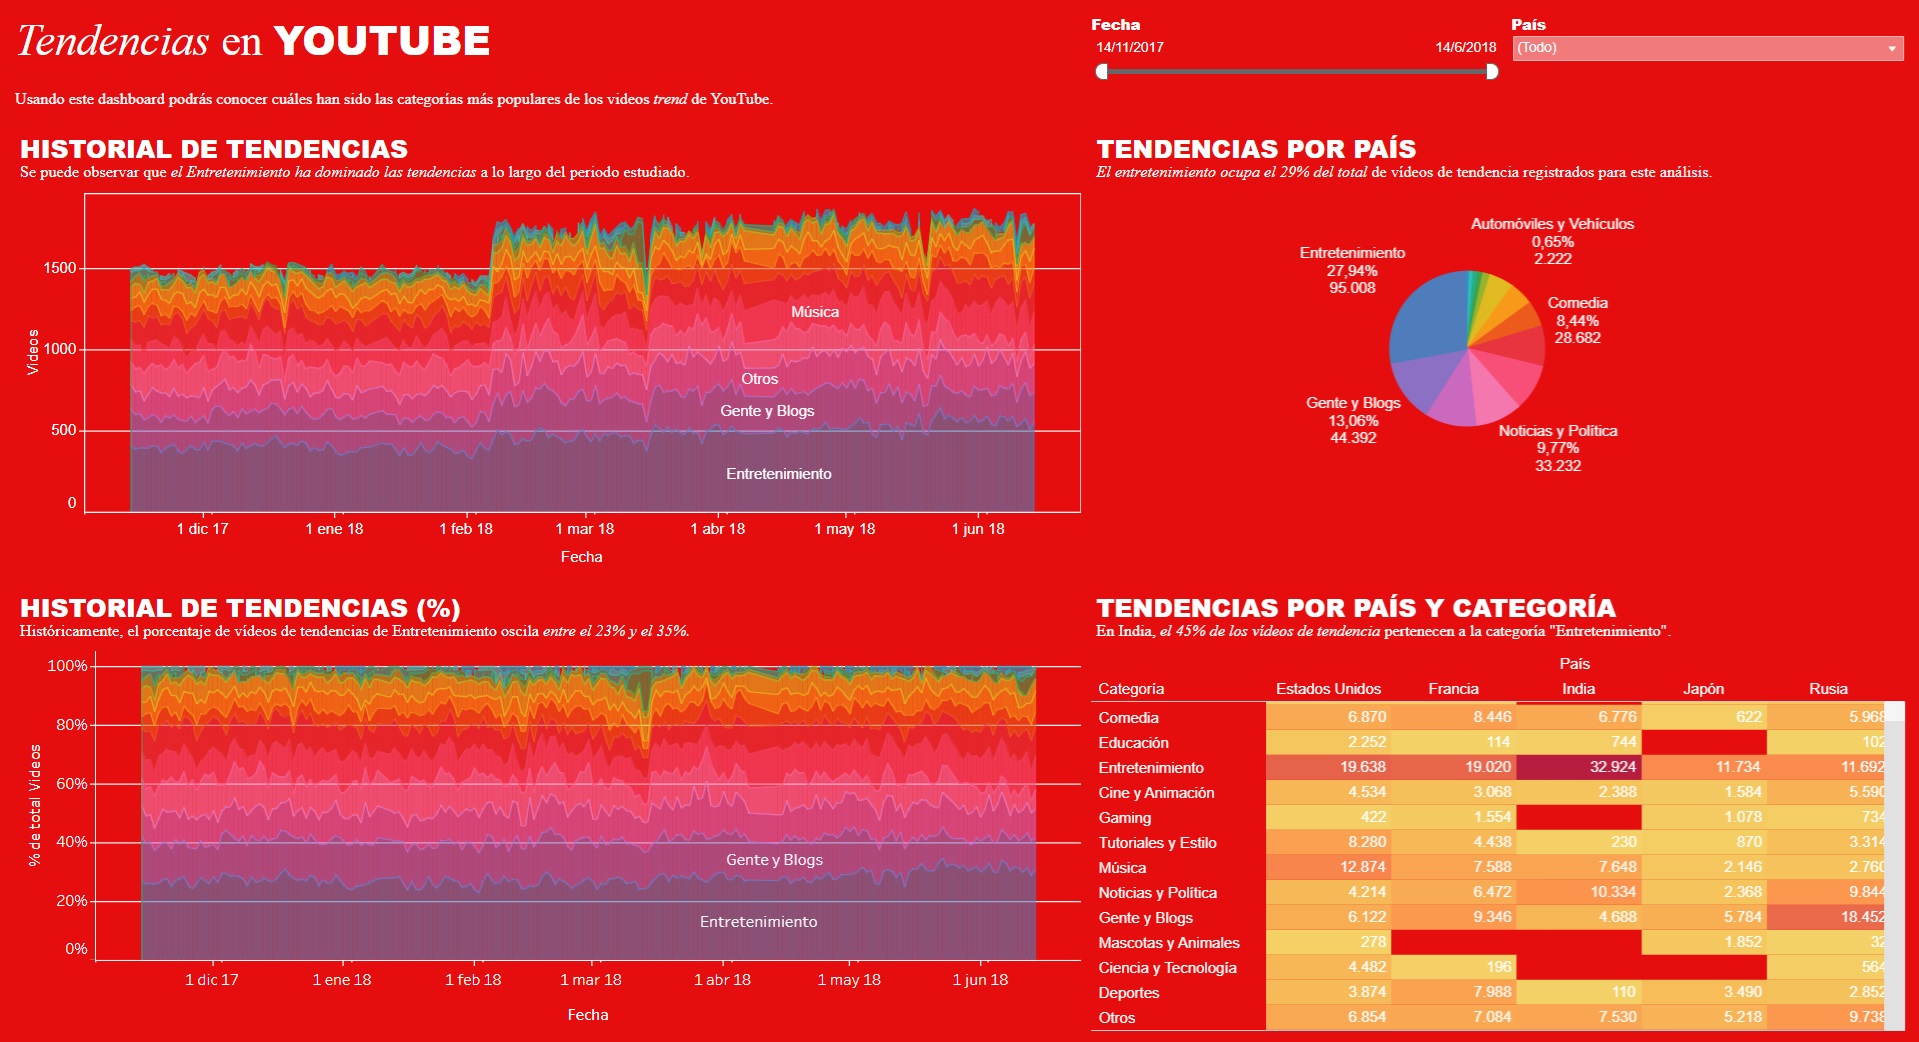 Tendencias en YOUTUBE
Usando este dashboard podrás conocer cuáles han sido las categorías más populares de los videos trend de YouTube.
Fecha
14/11/2017 14/6/2018
País
(Todo)
HISTORIAL DE TENDENCIAS
Se puede observar que el Entretenimiento ha dominado las tendencias a lo largo del periodo estudiado.
Videos
1500
1000
500
0
Música
Otros
Gente y Blogs
Entretenimiento
1 dic 17 1 ene 18 1 feb 18 1 mar 18 1 abr 18 1 may 18 1 jun 18
Fecha
TENDENCIAS POR PAÍS
El entretenimiento ocupa el 29% del total de vídeos de tendencia registrados para este análisis.
Automóviles y Vehículos
0,65%
2.222
Entretenimiento
27,94%
95.008
Comedia
8,44%
28.682
Gente y Blogs
13,06%
44.392
Noticias y Política
9,77%
33.232
HISTORIAL DE TENDENCIAS (%)
Históricamente, el porcentaje de vídeos de tendencias de Entretenimiento oscila entre el 23% y el 35%.
% de total Videos
100%
80%
60%
40%
20%
0%
Gente y Blogs
Entretenimiento
1 dic 17 1 ene 18 1 feb 18 1 mar 18 1 abr 18 1 may 18 1 jun 18
Fecha
TENDENCIAS POR PAÍS Y CATEGORÍA
En India, el 45% de los vídeos de tendencia pertenecen a la categoría "Entretenimiento".
País
Categoría Estados Unidos Francia India Japón Rusia
Comedia 6.870 8.446 6.776 622 5.968
Educación 2.252 114 744 102
Entretenimiento 19.638 19.020 32.924 11.734 11.692
Cine y Animación 4.534 3.068 2.388 1.584 5.590
Gaming 422 1.554 1.078 734
Tutoriales y Estilo 8.280 4.438 230 870 3.314
Música 12.874 7.588 7.648 2.146 2.760
Noticias y Política 4.214 6.472 10.334 2.368 9.844
Gente y Blogs 6.122 9.346 4.688 5.784 18.452
Mascotas y Animales 278 1.852 32
Ciencia y Tecnología 4.482 196 564
Deportes 3.874 7.988 110 3.490 2.852
Otros 6.854 7.084 7.530 5.218 9.738